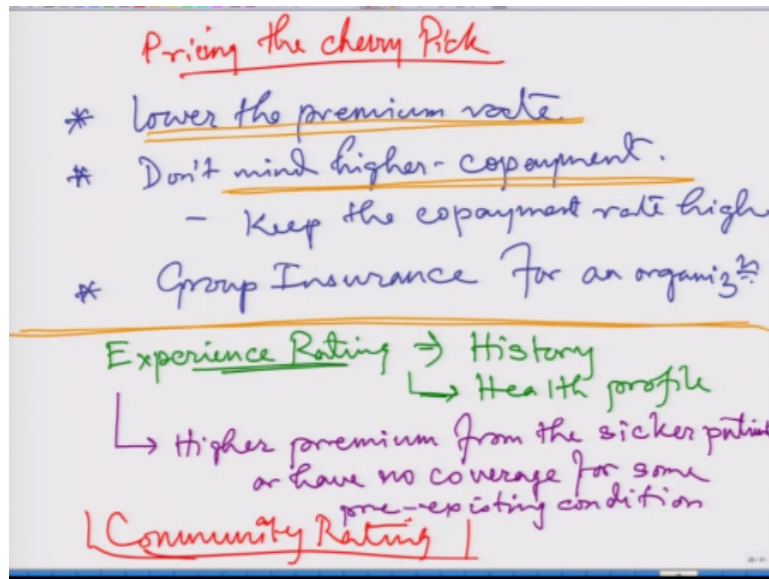 Pricing the cherry Pick
* lower the premium rate
* Don't mind higher-copayment.
- Keep the copayment rate high
* Group Insurance for an organizn
Experience Rating → History
↳ Health profile
↳ Higher premium from the sicker patient
or have no coverage for some
pre-existing condition
Community Rating